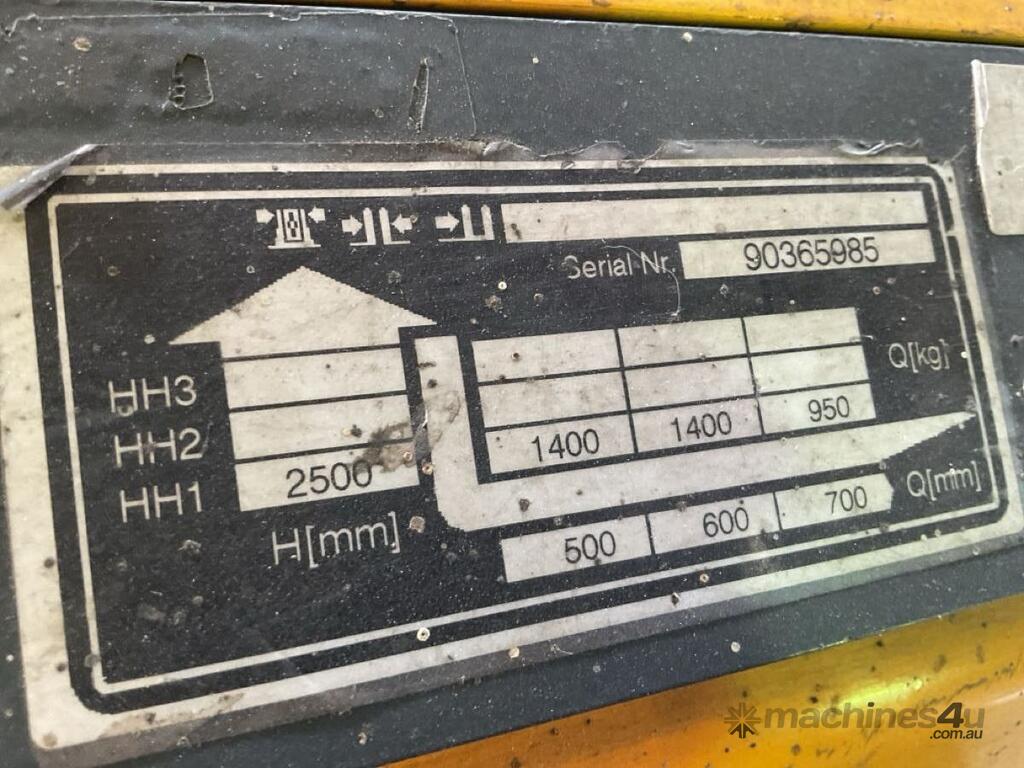 Serial Nr. 90365985
HH3 Q[kg]
HH2
HH1 2500 1400 1400 950
H[mm] 500 600 700 Q[mm]
machines4u
.com.au